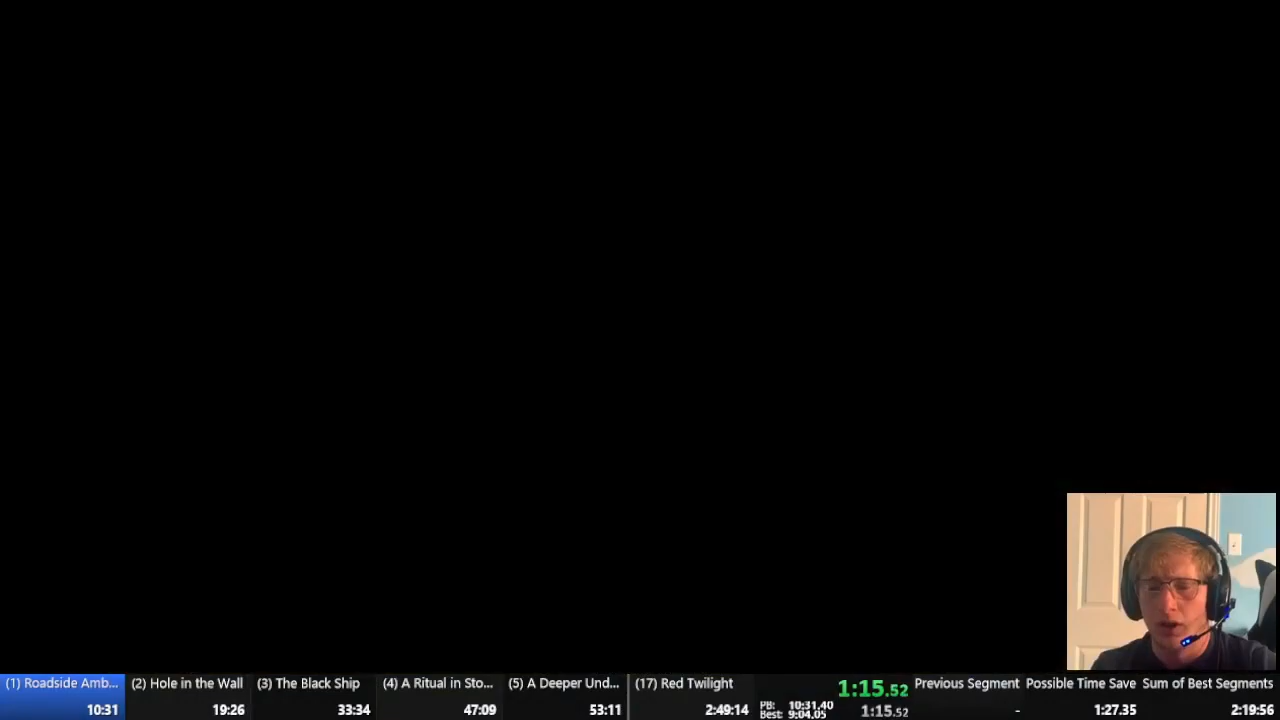 (1) Roadside Amb... (2) Hole in the Wall (3) The Black Ship (4) A Ritual in Sto... (5) A Deeper Und... (17) Red Twilight 1:15.52 Previous Segment Possible Time Save Sum of Best Segments
10:31 19:26 33:34 47:09 53:11 2:49:14 PB: 10:31.40 1:15.52 - 1:27.35 2:19:56
Best: 9:04.05